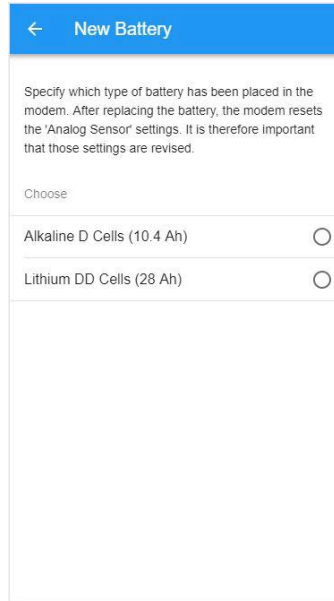 New Battery
Specify which type of battery has been placed in the
modem. After replacing the battery, the modem resets
the 'Analog Sensor' settings. It is therefore important
that those settings are revised.
Choose
Alkaline D Cells (10.4 Ah)
Lithium DD Cells (28 Ah)